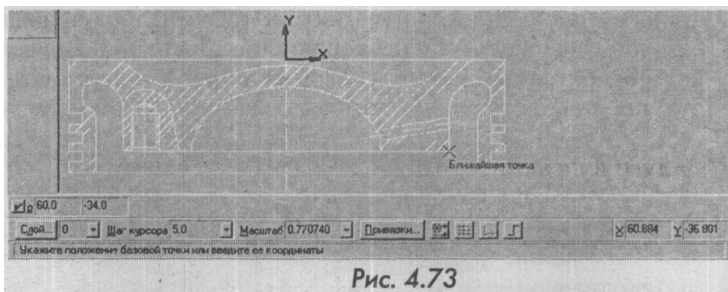 Y
X
Ближайшая точка
р 60.0 -34.0
Слой... 0 Шаг курсора 5.0 Масштаб 0.770740 Привязки... X 60.884 Y -36.801
Укажите положение базовой точки или введите ее координаты
Рис. 4.73